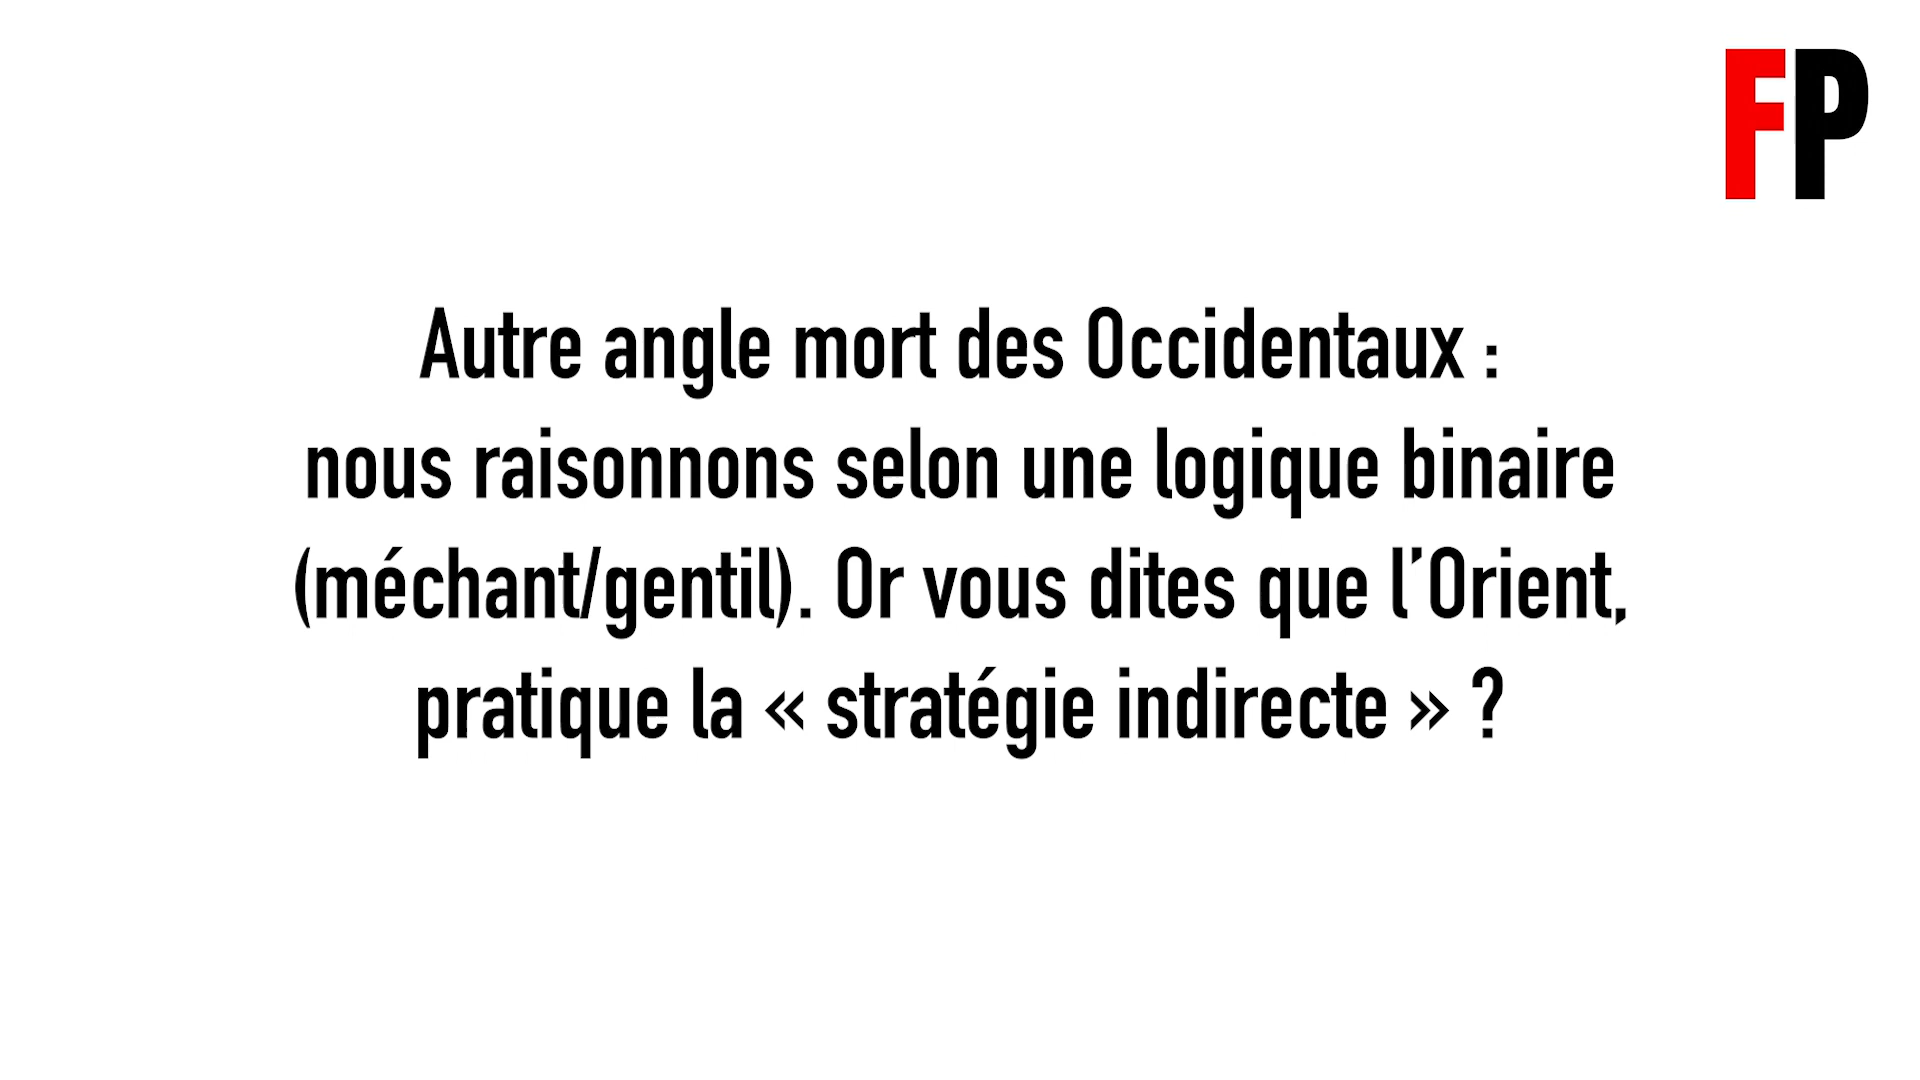 FP
Autre angle mort des Occidentaux :
nous raisonnons selon une logique binaire
(méchant/gentil). Or vous dites que l’Orient,
pratique la « stratégie indirecte » ?